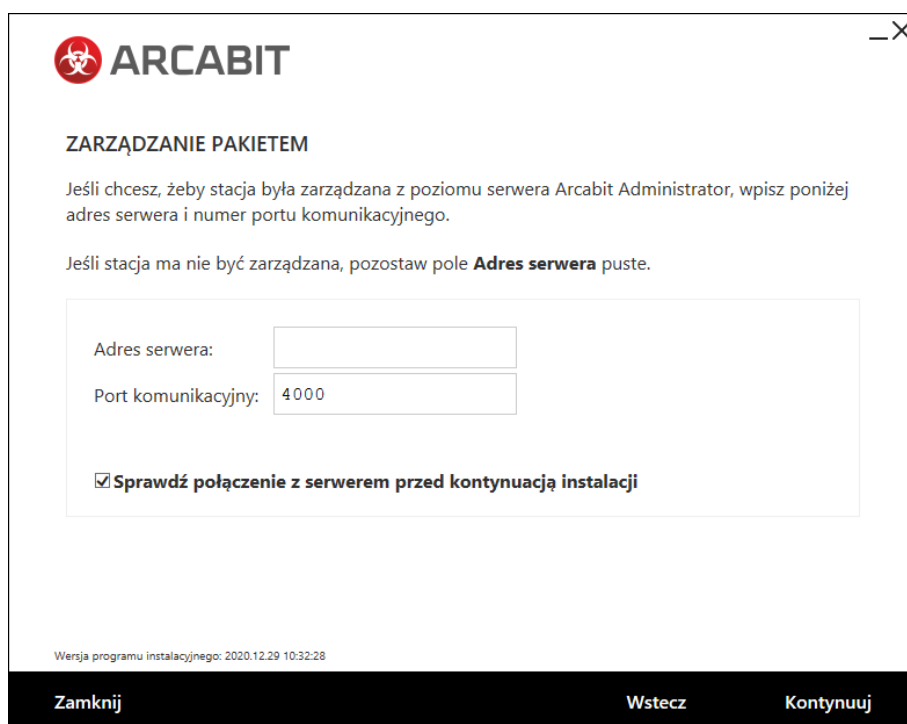 ARCABIT
ZARZĄDZANIE PAKIETEM
Jeśli chcesz, żeby stacja była zarządzana z poziomu serwera Arcabit Administrator, wpisz poniżej
adres serwera i numer portu komunikacyjnego.
Jeśli stacja ma nie być zarządzana, pozostaw pole Adres serwera puste.
Adres serwera:
Port komunikacyjny: 4000
Sprawdź połączenie z serwerem przed kontynuacją instalacji
Wersja programu instalacyjnego: 2020.12.29 10:32:28
Zamknij Wstecz Kontynuuj